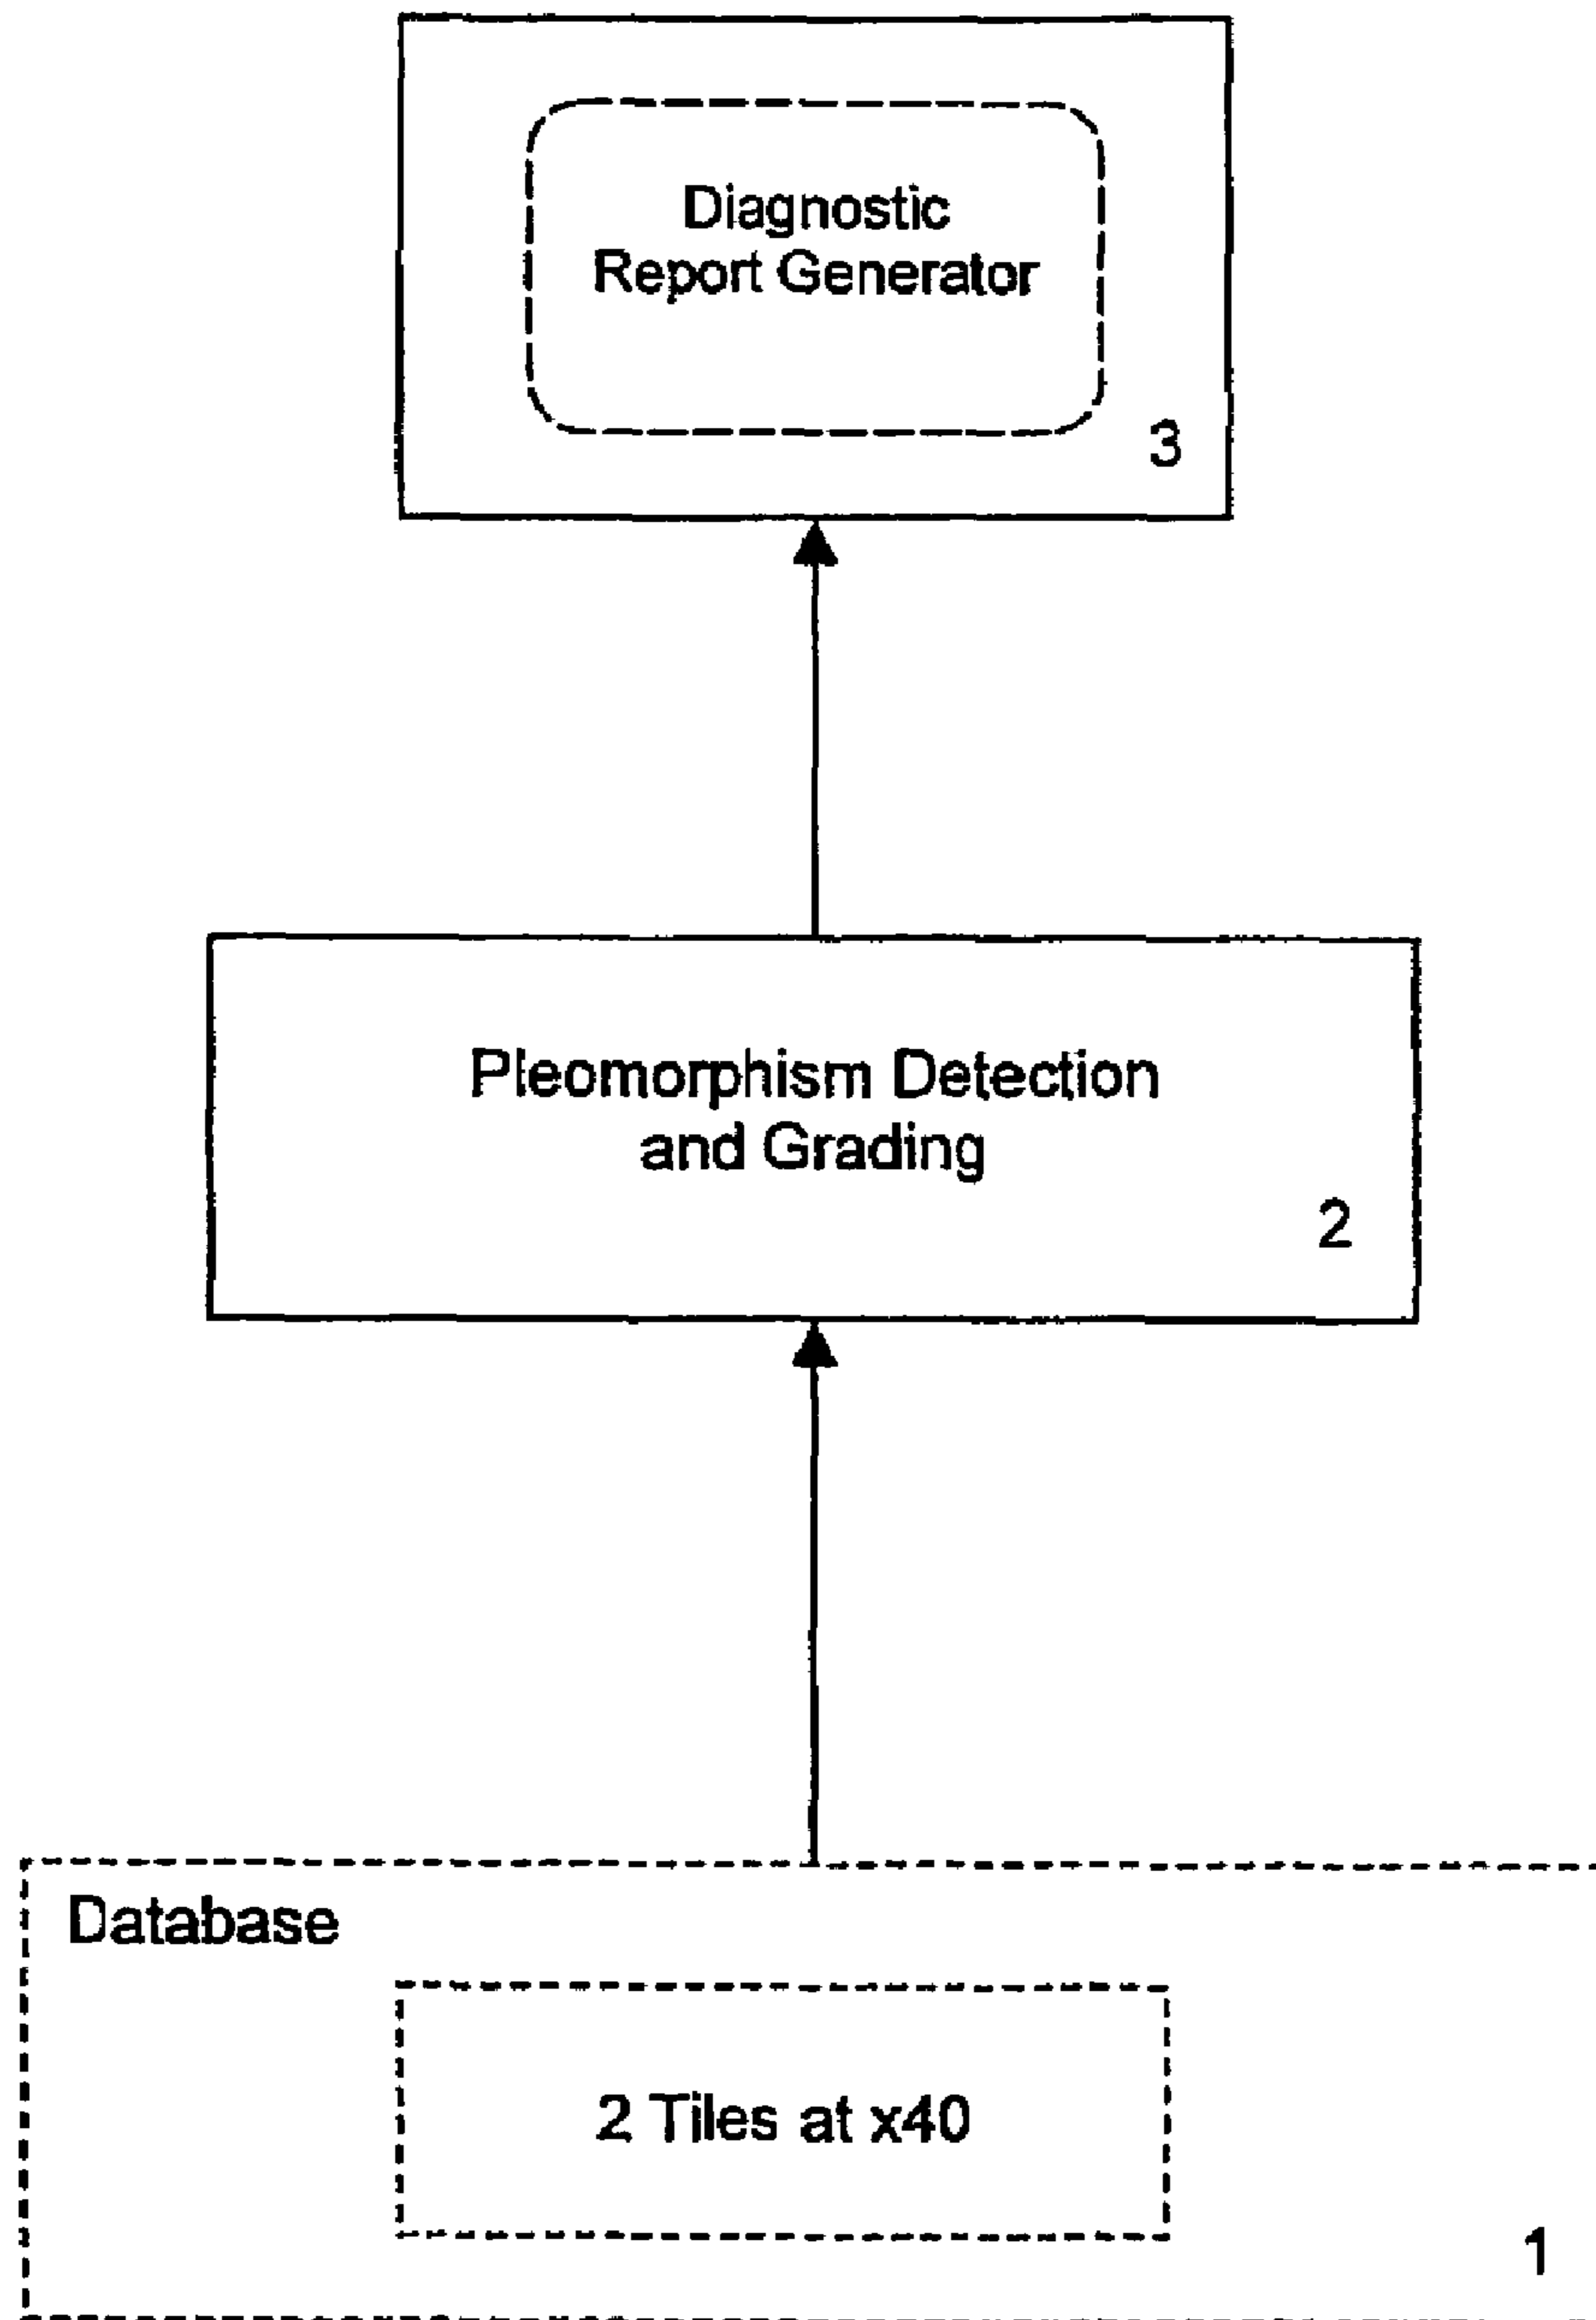 Diagnostic
Report Generator
3
Pleomorphism Detection
and Grading
2
Database
2 Tiles at x40
1